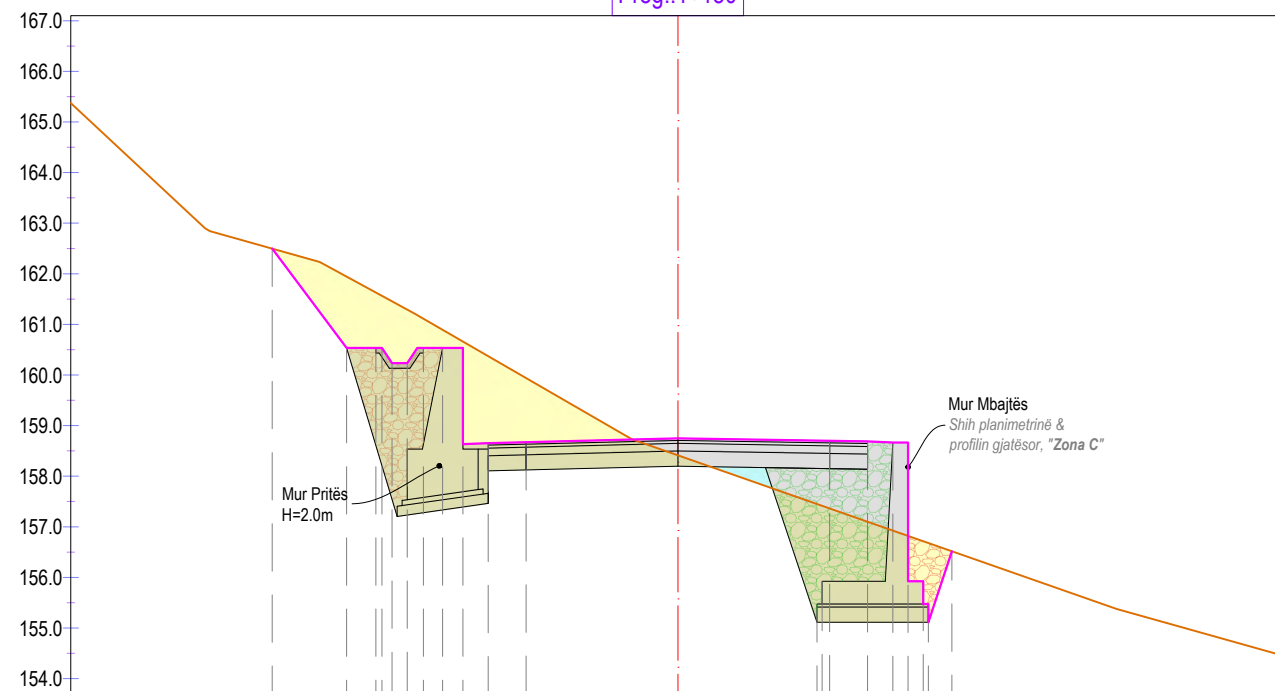 167.0
166.0
165.0
164.0
163.0
162.0
161.0
160.0
159.0
158.0
157.0
156.0
155.0
154.0
Mur Mbajtës
Shih planimetrinë &
profilin gjatësor, "Zona C"
Mur Pritës
H=2.0m